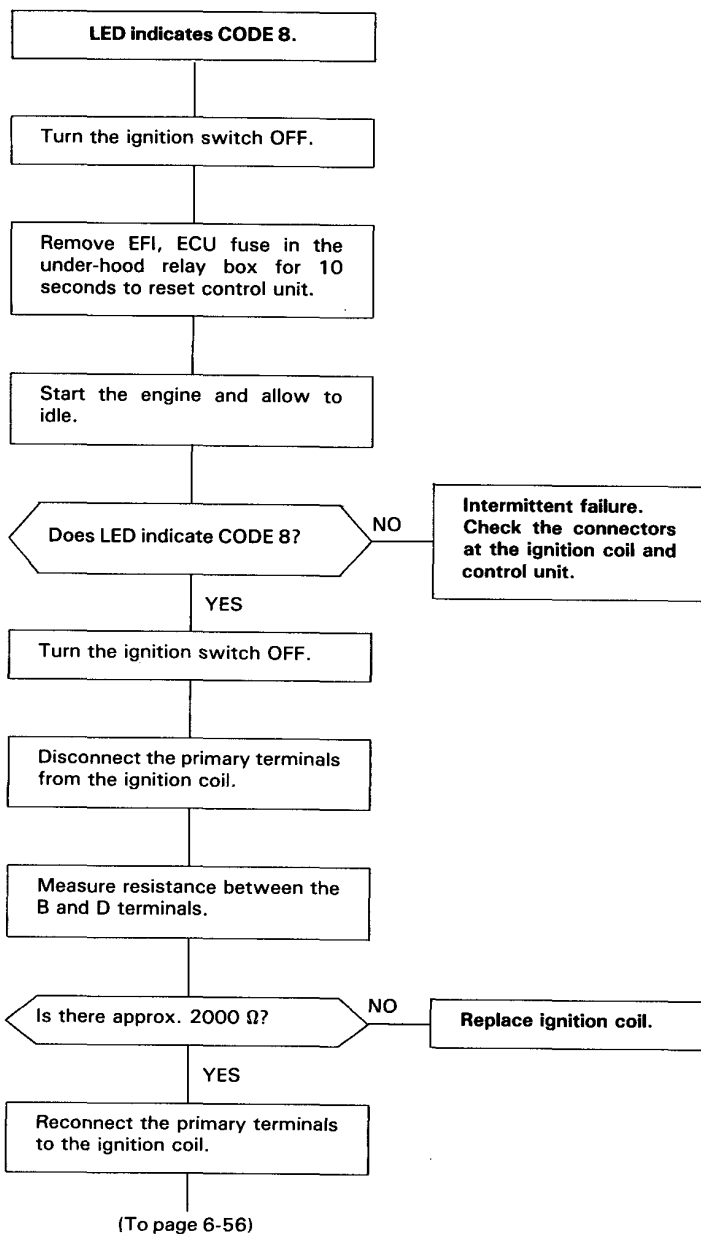 LED indicates CODE 8.
Turn the ignition switch OFF.
Remove EFI, ECU fuse in the
under-hood relay box for 10
seconds to reset control unit.
Start the engine and allow to
idle.
Does LED indicate CODE 8?
NO
Intermittent failure.
Check the connectors
at the ignition coil and
control unit.
YES
Turn the ignition switch OFF.
Disconnect the primary terminals
from the ignition coil.
Measure resistance between the
B and D terminals.
Is there approx. 2000 Ω?
NO
Replace ignition coil.
YES
Reconnect the primary terminals
to the ignition coil.
(To page 6-56)